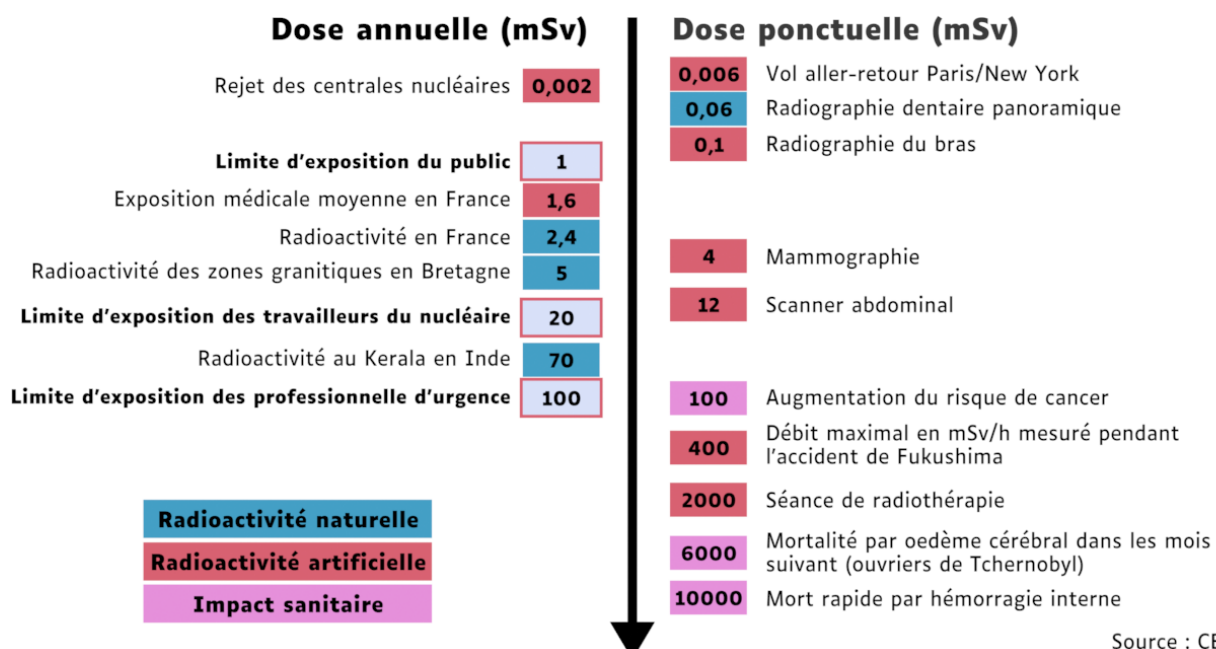 Dose annuelle (mSv)
Rejet des centrales nucléaires 0,002
Limite d'exposition du public 1
Exposition médicale moyenne en France 1,6
Radioactivité en France 2,4
Radioactivité des zones granitiques en Bretagne 5
Limite d'exposition des travailleurs du nucléaire 20
Radioactivité au Kerala en Inde 70
Limite d'exposition des professionnelle d'urgence 100
Radioactivité naturelle
Radioactivité artificielle
Impact sanitaire
Dose ponctuelle (mSv)
0,006 Vol aller-retour Paris/New York
0,06 Radiographie dentaire panoramique
0,1 Radiographie du bras
4 Mammographie
12 Scanner abdominal
100 Augmentation du risque de cancer
400 Débit maximal en mSv/h mesuré pendant
l'accident de Fukushima
2000 Séance de radiothérapie
6000 Mortalité par oedème cérébral dans les mois
suivant (ouvriers de Tchernobyl)
10000 Mort rapide par hémorragie interne
Source :